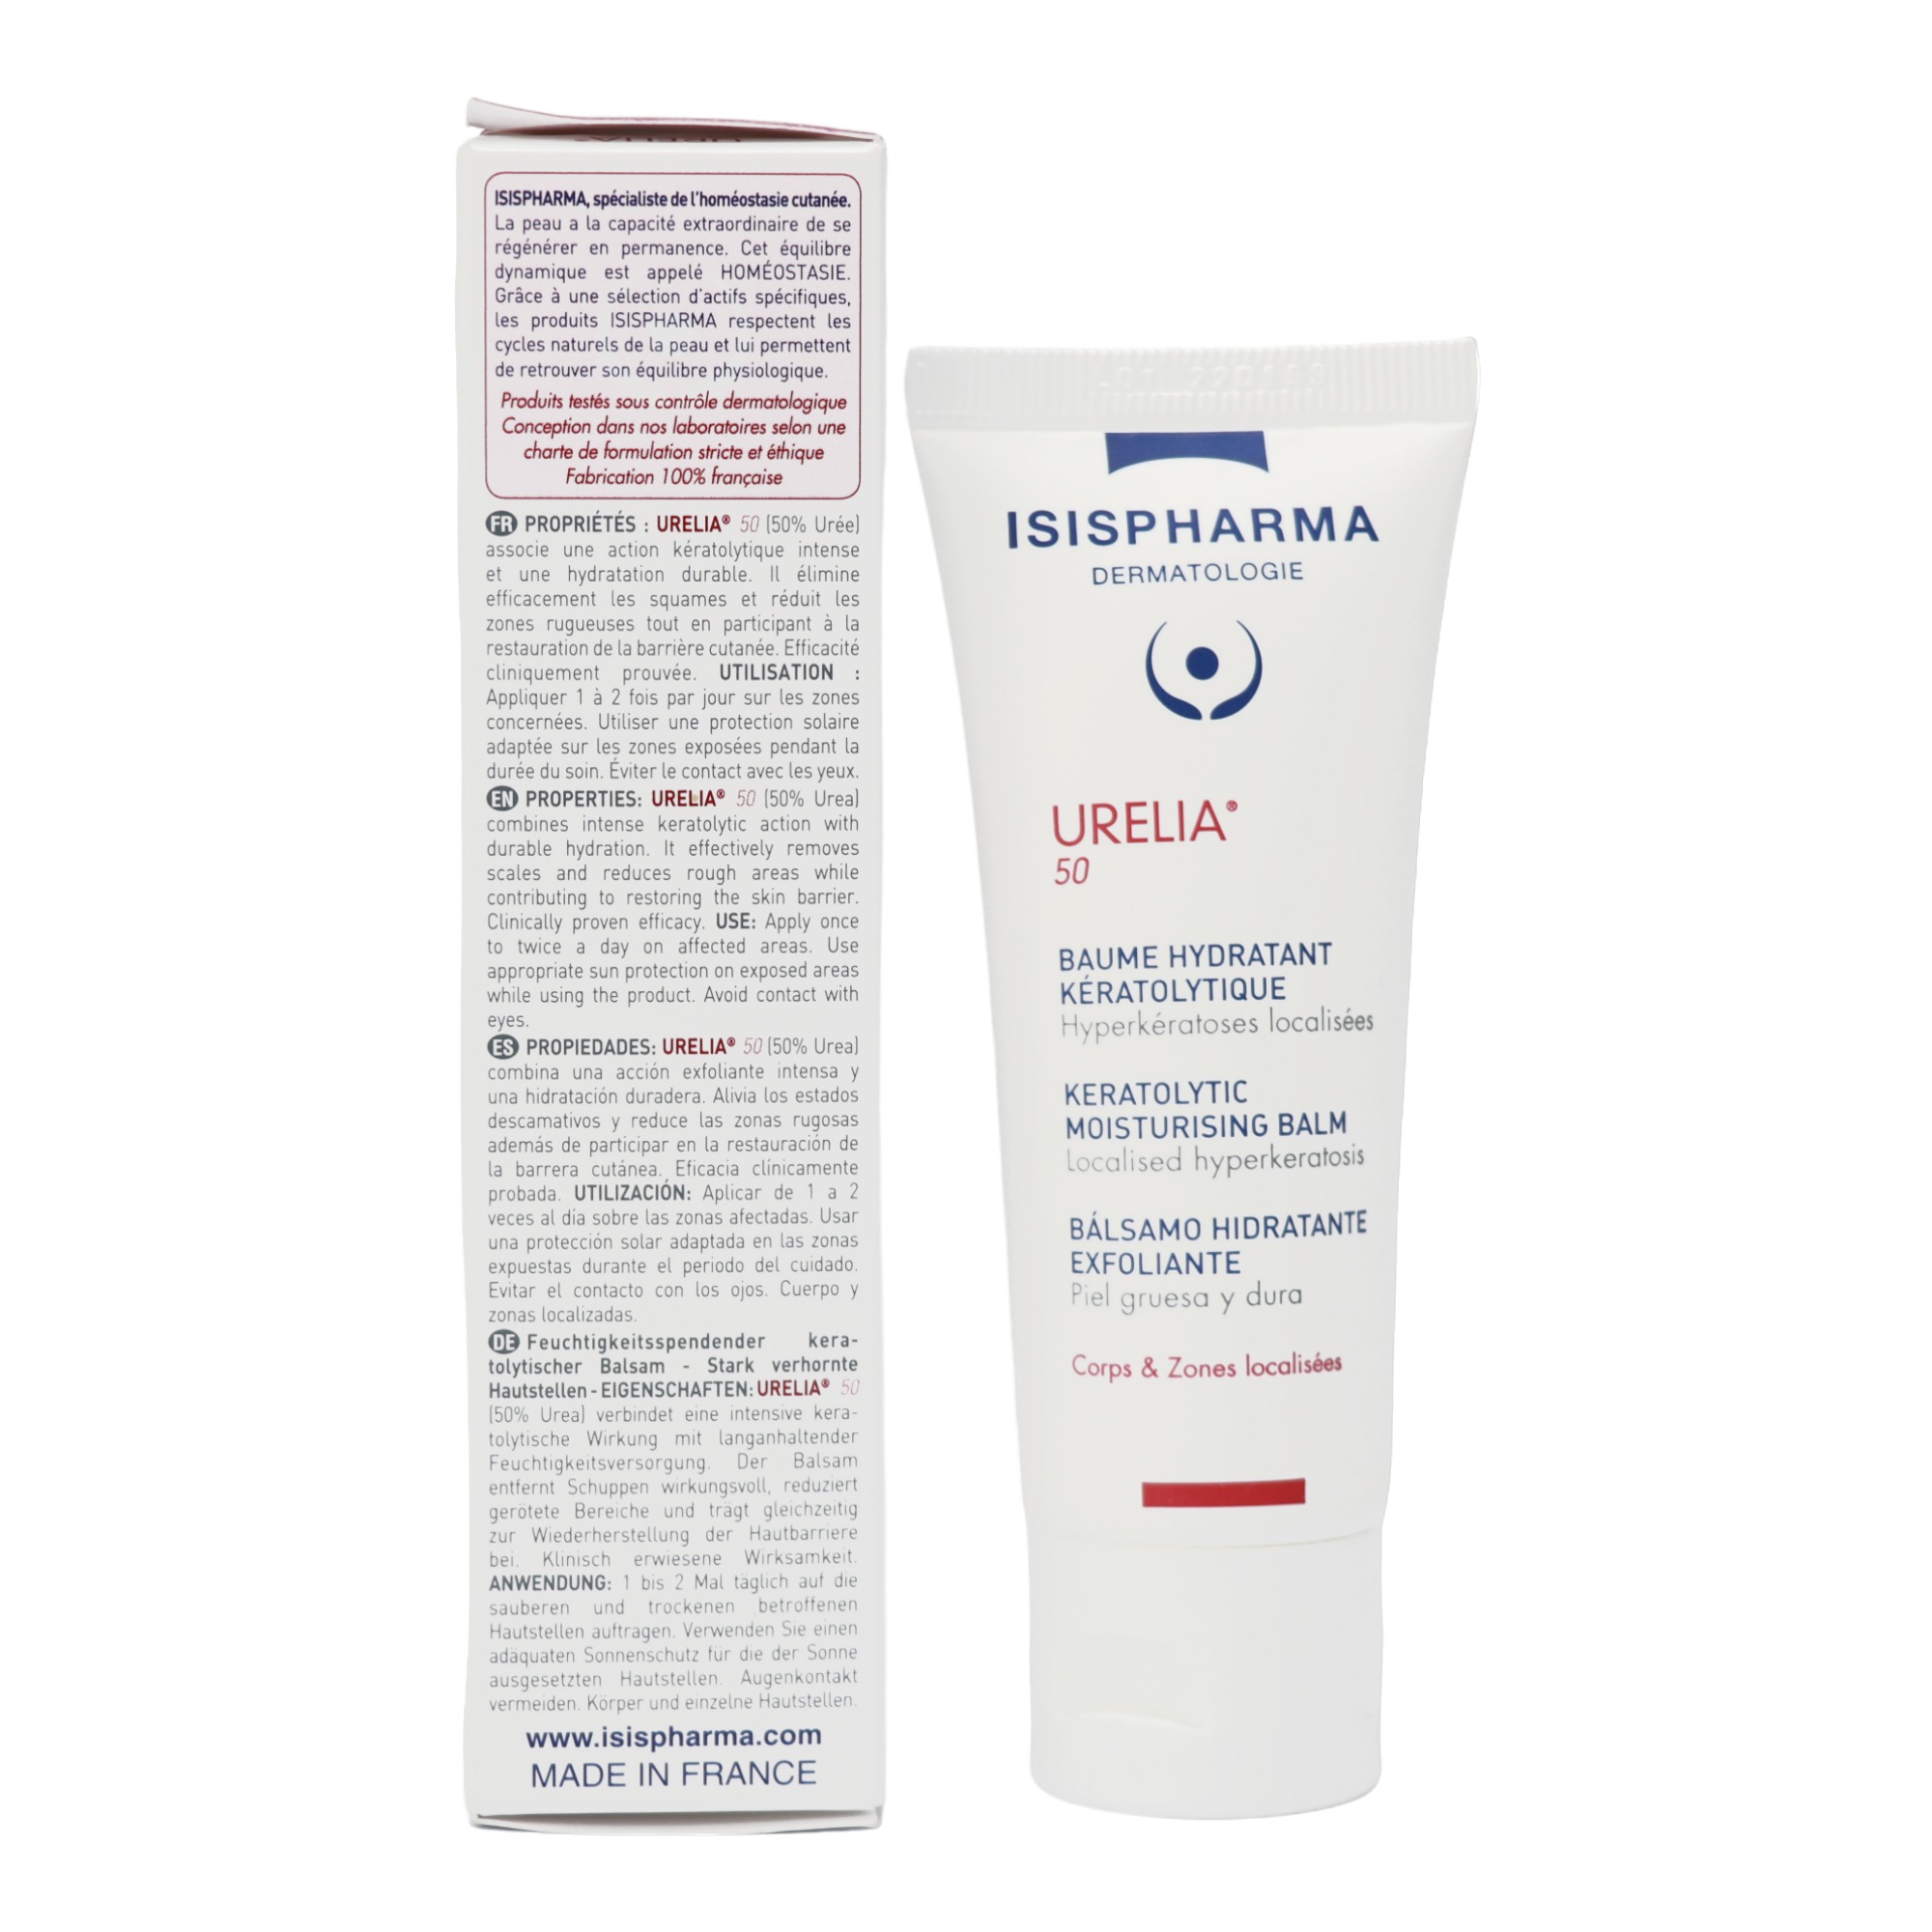 ISISPHARMA, spécialiste de l'homéostasie cutanée.
La peau a la capacité extraordinaire de se
régénérer en permanence. Cet équilibre
dynamique est appelé HOMÉOSTASIE.
Grâce à une sélection d'actifs spécifiques,
les produits ISISPHARMA respectent les
cycles naturels de la peau et lui permettent
de retrouver son équilibre physiologique.
Produits testés sous contrôle dermatologique
Conception dans nos laboratoires selon une
charte de formulation stricte et éthique
Fabrication 100% française
FR PROPRIÉTÉS : URELIA® 50 (50% Urée)
associe une action kératolytique intense
et une hydratation durable. Il élimine
efficacement les squames et réduit les
zones rugueuses tout en participant à la
restauration de la barrière cutanée. Efficacité
cliniquement prouvée. UTILISATION :
Appliquer 1 à 2 fois par jour sur les zones
concernées. Utiliser une protection solaire
adaptée sur les zones exposées pendant la
durée du soin. Éviter le contact avec les yeux.
EN PROPERTIES: URELIA® 50 (50% Urea)
combines intense keratolytic action with
durable hydration. It effectively removes
scales and reduces rough areas while
contributing to restoring the skin barrier.
Clinically proven efficacy. USE: Apply once
to twice a day on affected areas. Use
appropriate sun protection on exposed areas
while using the product. Avoid contact with
eyes.
ES PROPIEDADES: URELIA® 50 (50% Urea)
combina una acción exfoliante intensa y
una hidratación duradera. Alivia los estados
descamativos y reduce las zonas rugosas
además de participar en la restauración de
la barrera cutánea. Eficacia clínicamente
probada. UTILIZACIÓN: Aplicar de 1 a 2
veces al día sobre las zonas afectadas. Usar
una protección solar adaptada en las zonas
expuestas durante el periodo del cuidado.
Evitar el contacto con los ojos. Cuerpo y
zonas localizadas.
DE Feuchtigkeitsspendender kera-
tolytischer Balsam - Stark verhornte
Hautstellen - EIGENSCHAFTEN: URELIA® 50
(50% Urea) verbindet eine intensive kera-
tolytische Wirkung mit langanhaltender
Feuchtigkeitsversorgung. Der Balsam
entfernt Schuppen wirkungsvoll, reduziert
gerötete Bereiche und trägt gleichzeitig
zur Wiederherstellung der Hautbarriere
bei. Klinisch erwiesene Wirksamkeit.
ANWENDUNG: 1 bis 2 Mal täglich auf die
sauberen und trockenen betroffenen
Hautstellen auftragen. Verwenden Sie einen
adäquaten Sonnenschutz für die der Sonne
ausgesetzten Hautstellen. Augenkontakt
vermeiden. Körper und einzelne Hautstellen.
www.isispharma.com
MADE IN FRANCE
ISISPHARMA
DERMATOLOGIE
URELIA®
50
BAUME HYDRATANT
KÉRATOLYTIQUE
Hyperkératoses localisées
KERATOLYTIC
MOISTURISING BALM
Localised hyperkeratosis
BÁLSAMO HIDRATANTE
EXFOLIANTE
Piel gruesa y dura
Corps & Zones localisées